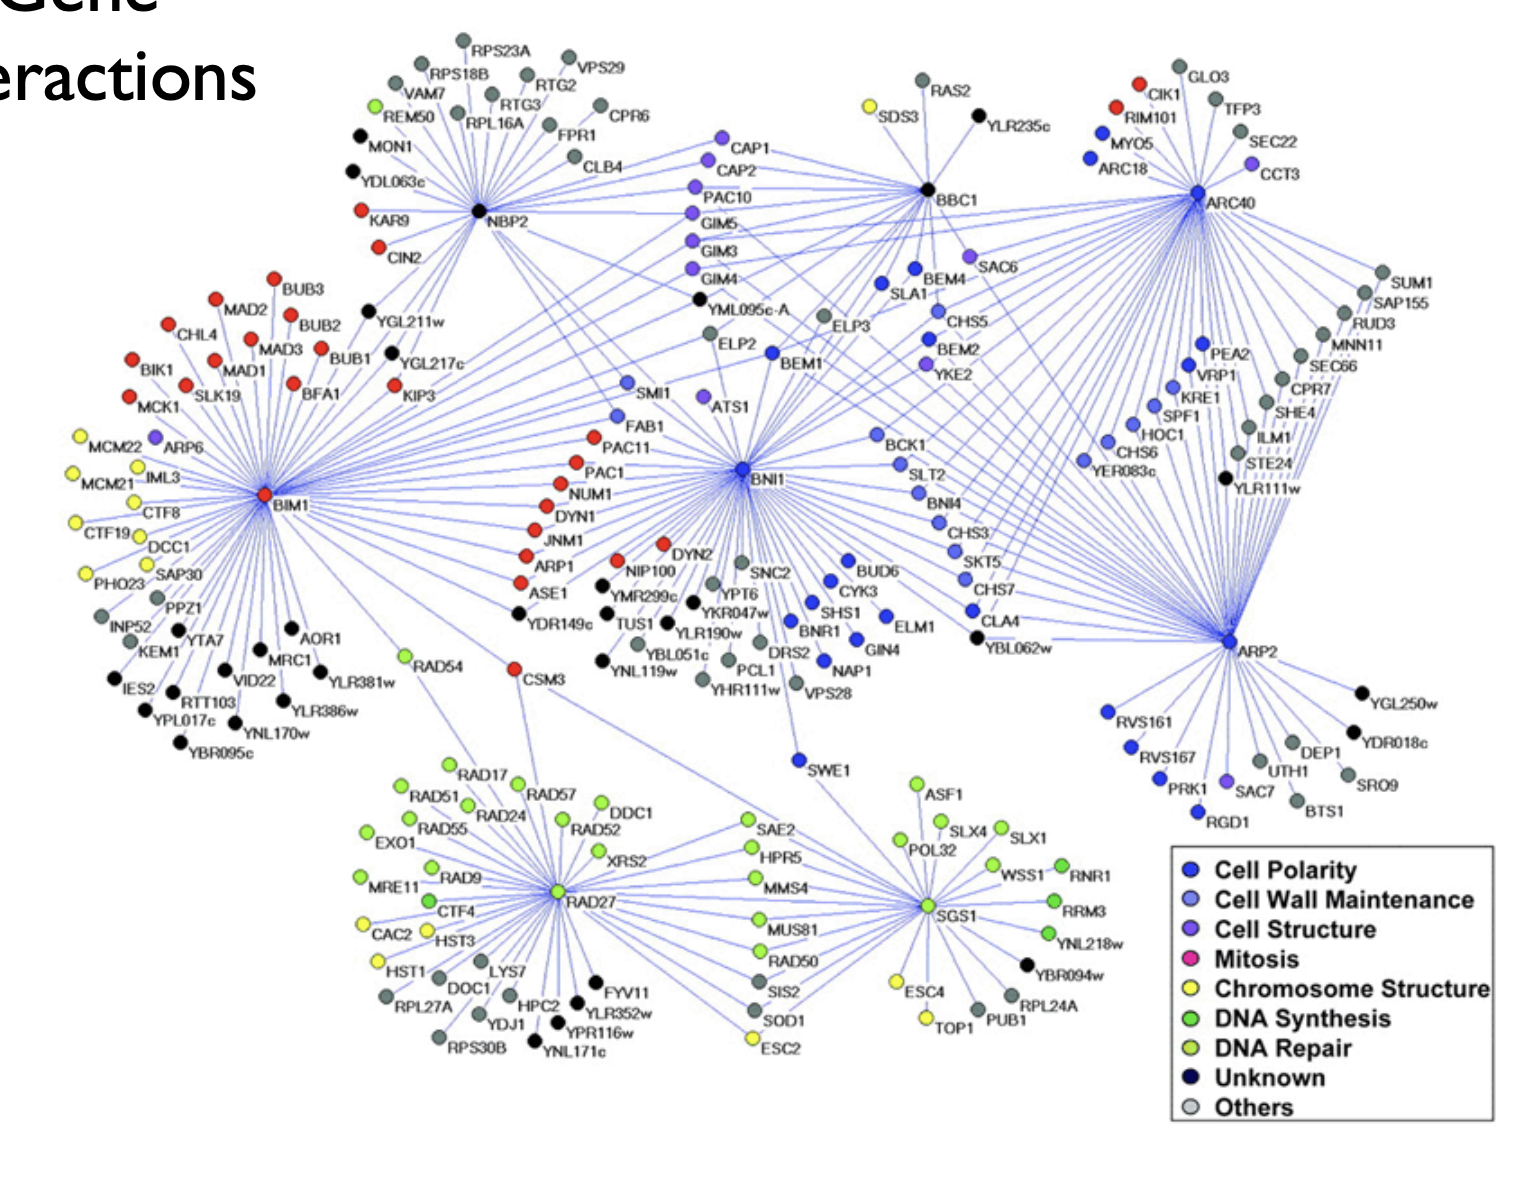 Gene
eractions
RPS23A
RPS18B
VPS29
VAM7
RTG2
RTG3
REM50
RPL16A
CPR6
FPR1
MON1
CLB4
YDL063c
KAR9
NBP2
CIN2
CAP1
CAP2
PAC10
GIM5
GIM3
GIM4
YML095c-A
ELP2
ELP3
BEM1
RAS2
SDS3
YLR235c
BBC1
SAC6
BEM4
SLA1
CHS5
BEM2
YKE2
GLO3
CIK1
RIM101
TFP3
MYO5
SEC22
ARC18
CCT3
ARC40
SUM1
SAP155
RUD3
MNN11
SEC66
CPR7
SHE4
ILM1
STE24
YLR111w
PEA2
VRP1
KRE1
SPF1
HOC1
CHS6
YER083c
BUB3
MAD2
BUB2
CHL4
MAD3
BUB1
BIK1
MAD1
SLK19
BFA1
MCK1
YGL211w
YGL217c
KIP3
MCM22
ARP6
MCM21
IML3
CTF8
CTF19
DCC1
PHO23
SAP30
BIM1
PPZ1
INP52
YTA7
AOR1
KEM1
MRC1
IES2
VID22
YLR381w
RTT103
YLR386w
YPL017c
YNL170w
YBR095c
SMI1
FAB1
ATS1
PAC11
PAC1
NUM1
DYN1
JNM1
ARP1
ASE1
YDR149c
BNI1
DYN2
NIP100
SNC2
YMR299c
YPT6
YKR047w
TUS1
YLR190w
YBL051c
DRS2
YNL119w
PCL1
YHR111w
VPS28
BUD6
CYK3
SHS1
BNR1
ELM1
GIN4
NAP1
BCK1
SLT2
BNI4
CHS3
SKT5
CHS7
CLA4
YBL062w
ARP2
RAD54
CSM3
SWE1
YGL250w
RVS161
YDR018c
RVS167
DEP1
UTH1
PRK1
SAC7
SRO9
BTS1
RGD1
RAD17
RAD51
RAD57
RAD24
DDC1
RAD55
RAD52
EXO1
XRS2
RAD9
MRE11
CTF4
RAD27
CAC2
HST3
HST1
LYS7
DOC1
RPL27A
HPC2
FYV11
YLR352w
YDJ1
YPR116w
RPS30B
YNL171c
SAE2
HPR5
MMS4
MUS81
RAD50
SIS2
SOD1
ESC2
ASF1
SLX4
SLX1
POL32
WSS1
RNR1
RRM3
SGS1
YNL218w
YBR094w
ESC4
RPL24A
TOP1
PUB1
Cell Polarity
Cell Wall Maintenance
Cell Structure
Mitosis
Chromosome Structure
DNA Synthesis
DNA Repair
Unknown
Others